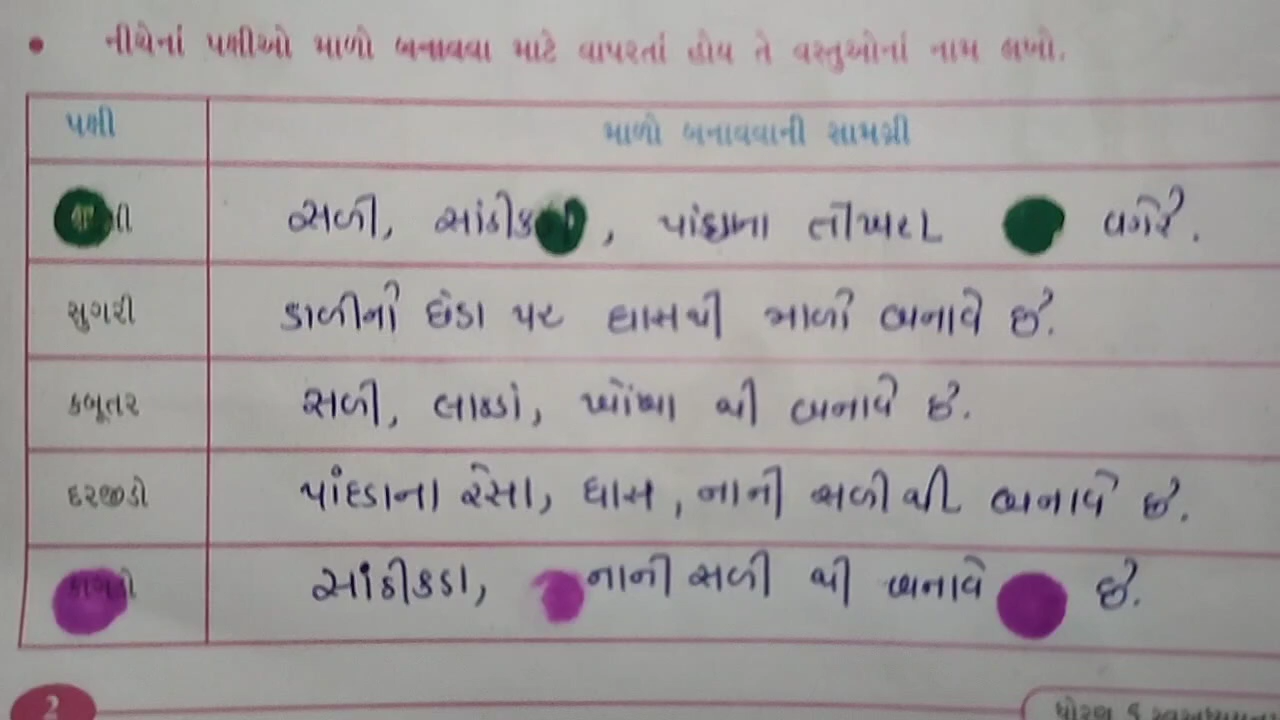 • નીચેનાં પક્ષીઓ માળો બનાવવા માટે વાપરતાં હોય તે વસ્તુઓનાં નામ લખો.
પક્ષી માળો બનાવવાની સામગ્રી
સળી, પાંદડાના વગેરે.
સુગરી ડાળીનો છેડા પર ઘાસથી માળો બનાવે છે.
કબૂતર સળી, બનાવે છે.
દરજીડો પાંદડાના રેસા, ઘાસ, નાની સળી થી બનાવે છે.
સાંઠીકડા, નાની સળી થી બનાવે છે.
2
ધોરણ